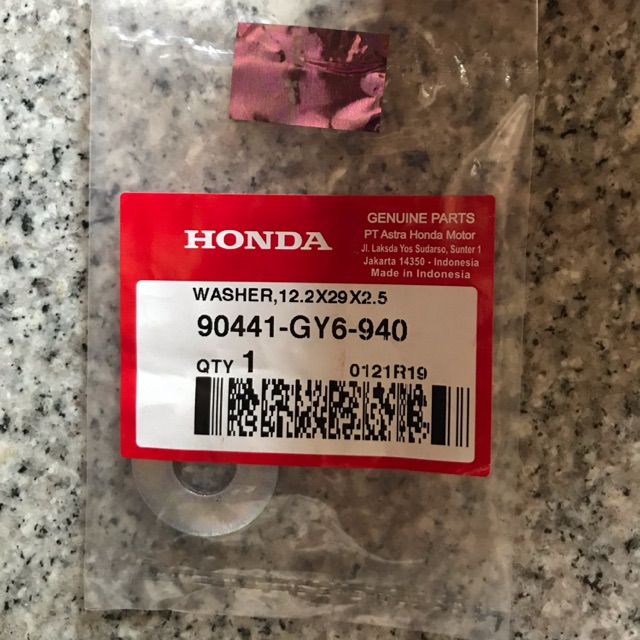 HONDA
GENUINE PARTS
PT Astra Honda Motor
Jl. Laksda Yos Sudarso, Sunter 1
Jakarta 14350 - Indonesia
Made in Indonesia
WASHER,12.2X29X2.5
90441-GY6-940
QTY 1 0121R19